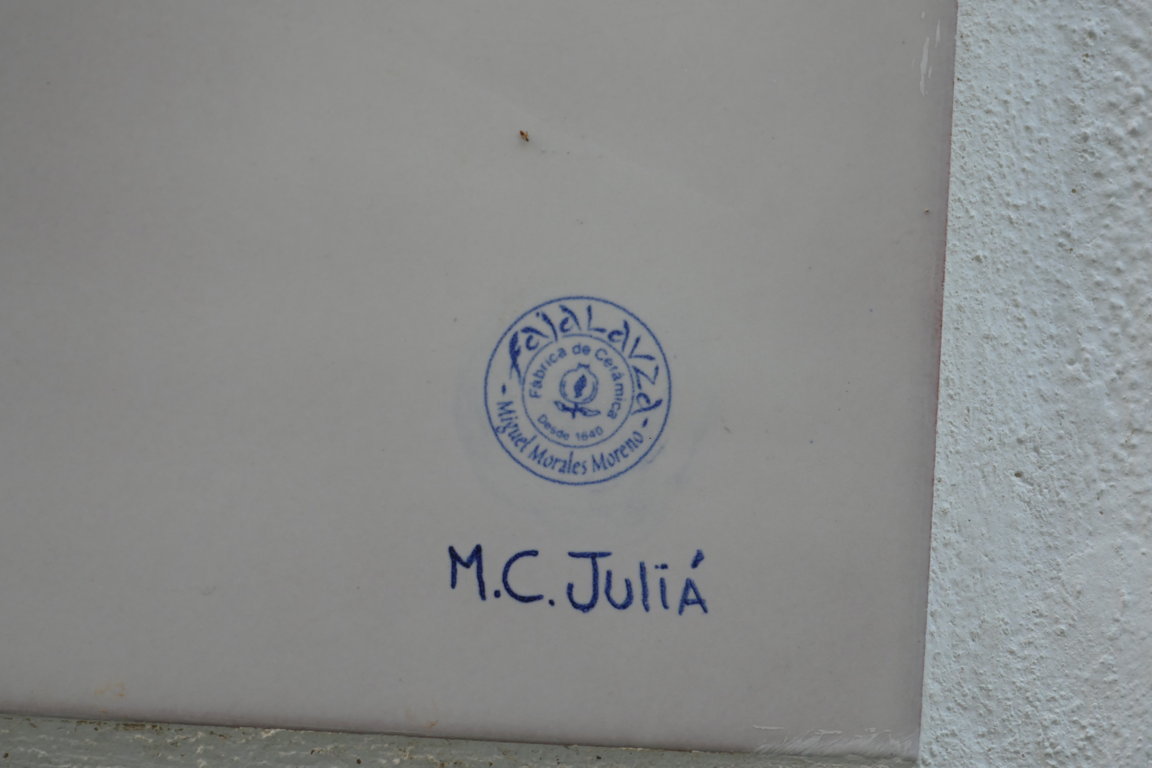 fajalauza
Fábrica de Cerámica
Desde 1640
- Miguel Morales Moreno -
M.C. Juliá